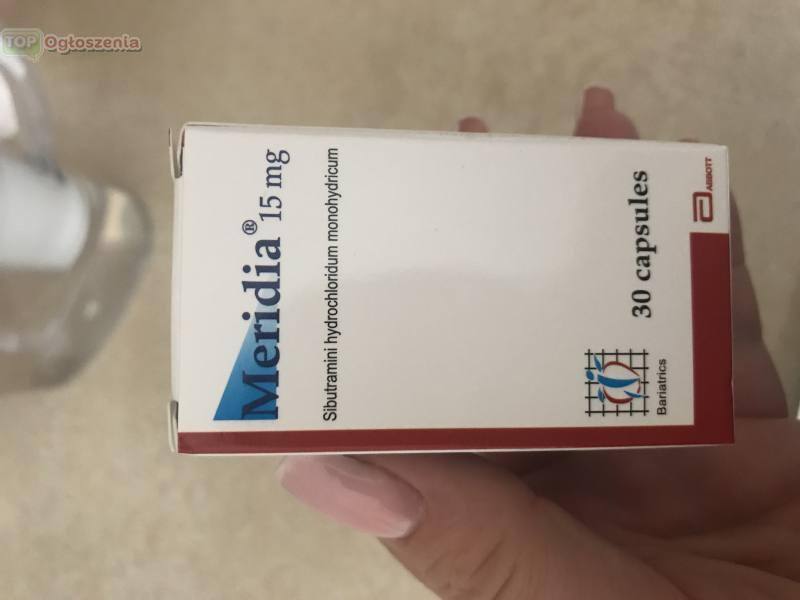 TOP Ogłoszenia
Meridia® 15 mg
Sibutramini hydrochloridum monohydricum
30 capsules
Bariatrics
ABBOTT